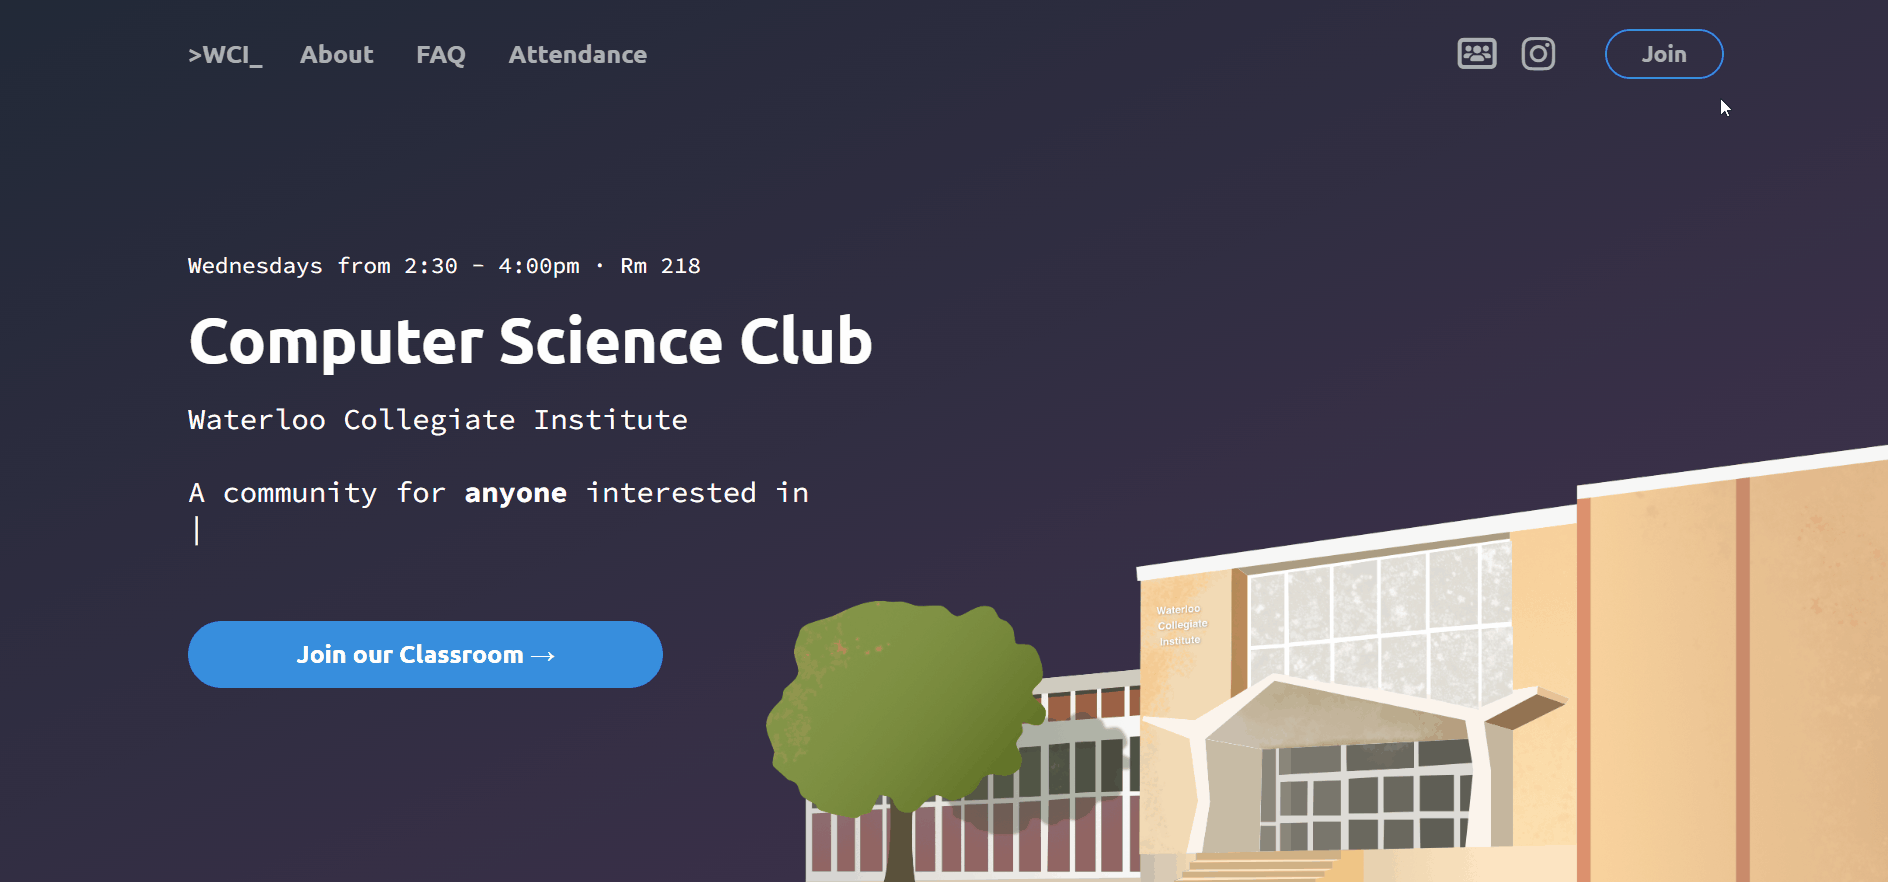 >WCI_ About FAQ Attendance Join
Wednesdays from 2:30 - 4:00pm · Rm 218
Computer Science Club
Waterloo Collegiate Institute
A community for anyone interested in
|
Join our Classroom →
Waterloo
Collegiate
Institute